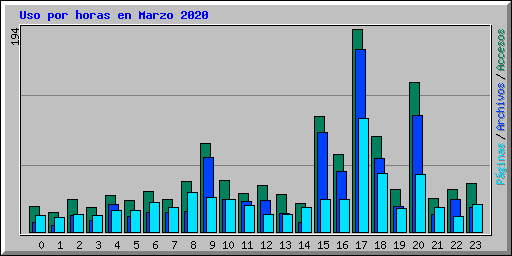 Uso por horas en Marzo 2020
194
Páginas / Archivos / Accesos
0 1 2 3 4 5 6 7 8 9 10 11 12 13 14 15 16 17 18 19 20 21 22 23